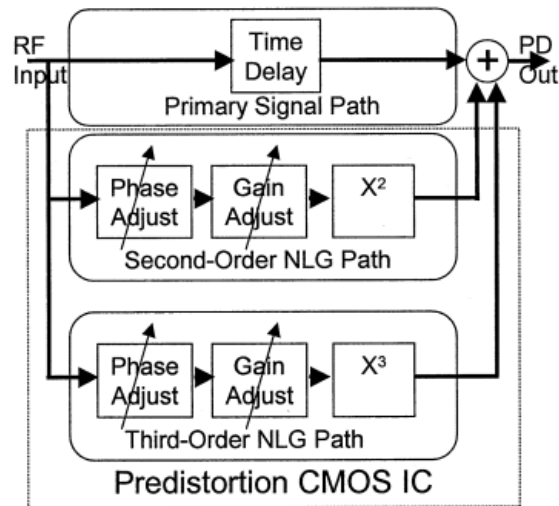 RF
Input
Time
Delay
PD
Out
+
Primary Signal Path
Phase
Adjust
Gain
Adjust
X²
Second-Order NLG Path
Phase
Adjust
Gain
Adjust
X³
Third-Order NLG Path
Predistortion CMOS IC